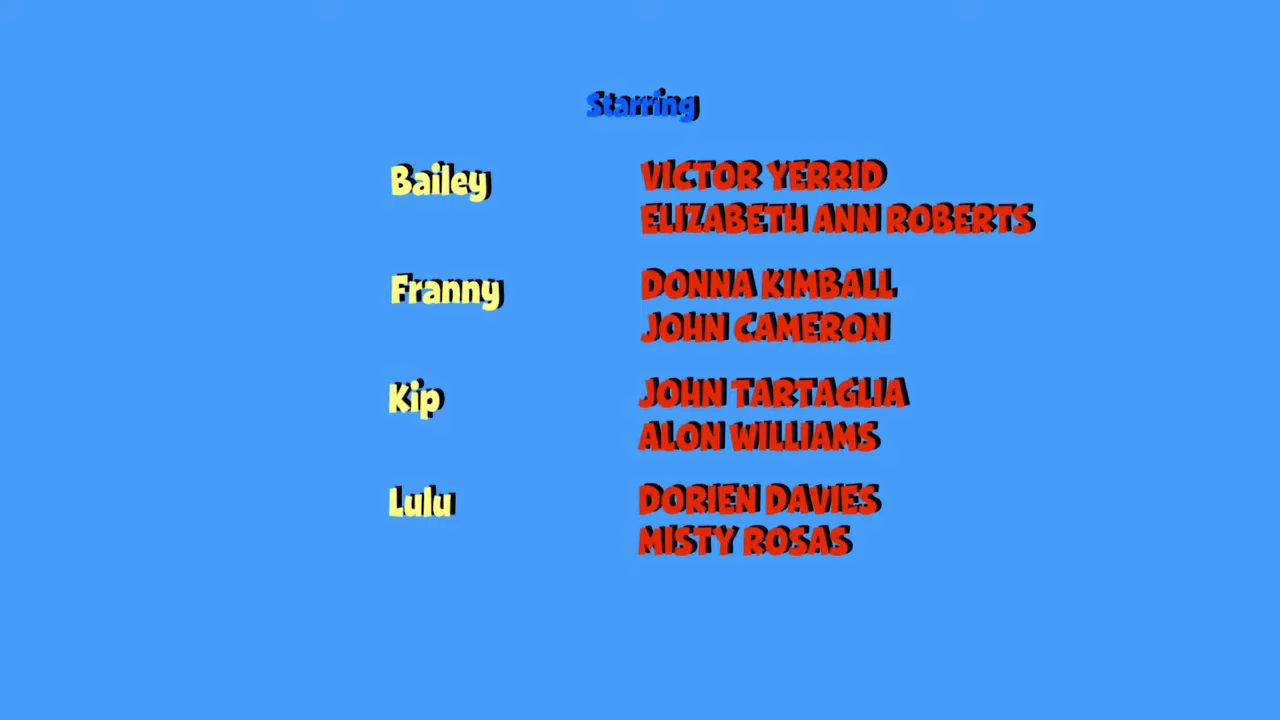 Starring
Bailey VICTOR YERRID
ELIZABETH ANN ROBERTS
Franny DONNA KIMBALL
JOHN CAMERON
Kip JOHN TARTAGLIA
ALON WILLIAMS
Lulu DORIEN DAVIES
MISTY ROSAS